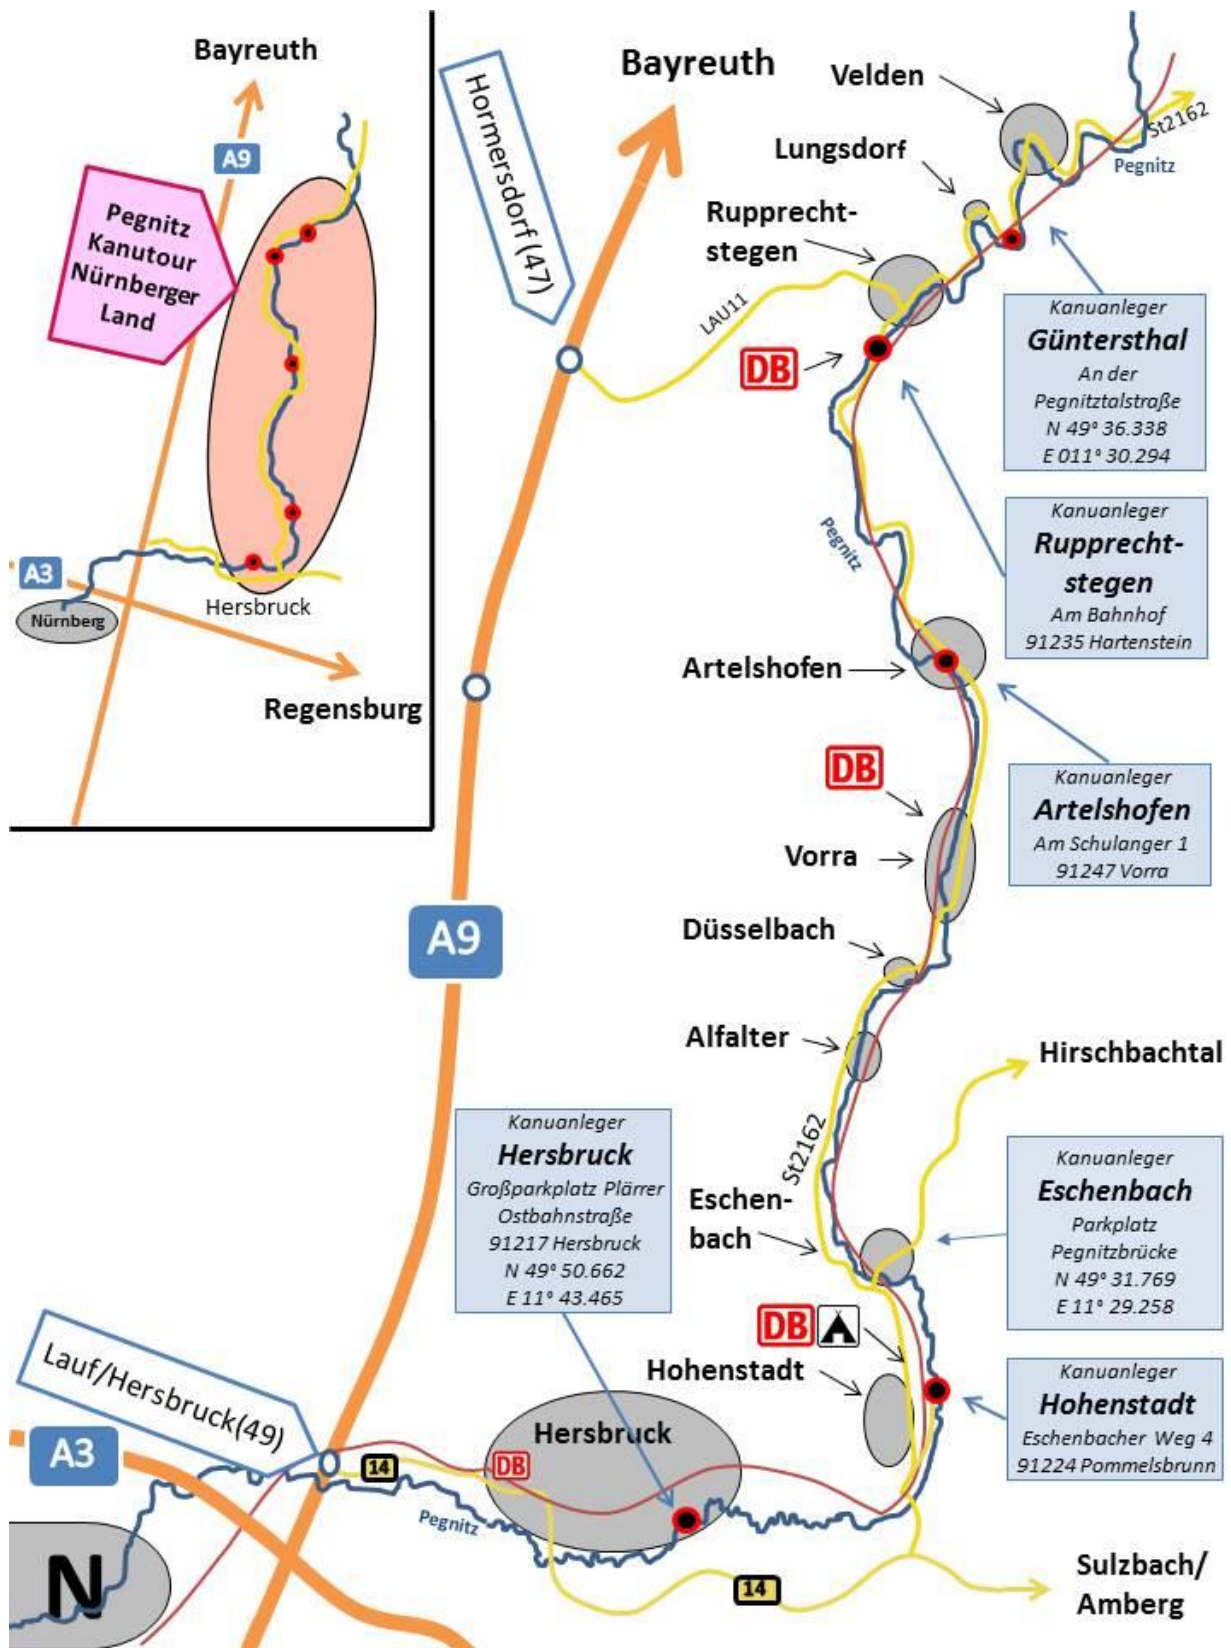 Bayreuth
A9
Pegnitz
Kanutour
Nürnberger
Land
A3
Nürnberg
Hersbruck
Regensburg
Hormersdorf(47)
Bayreuth
Velden
St2162
Pegnitz
Lungsdorf
Rupprecht-
stegen
LAU11
DB
Kanuanleger
Güntersthal
An der
Pegnitztalstraße
N 49° 36.338
E 011° 30.294
Pegnitz
Kanuanleger
Rupprecht-
stegen
Am Bahnhof
91235 Hartenstein
Artelshofen
DB
Kanuanleger
Artelshofen
Am Schulanger 1
91247 Vorra
Vorra
A9
Düsselbach
Alfalter
Hirschbachtal
St2162
Kanuanleger
Hersbruck
Großparkplatz Plärrer
Ostbahnstraße
91217 Hersbruck
N 49° 50.662
E 11° 43.465
Eschen-
bach
Kanuanleger
Eschenbach
Parkplatz
Pegnitzbrücke
N 49° 31.769
E 11° 29.258
DB
Hohenstadt
Kanuanleger
Hohenstadt
Eschenbacher Weg 4
91224 Pommelsbrunn
Lauf/Hersbruck(49)
A3
14
DB
Hersbruck
Pegnitz
N
14
Sulzbach/
Amberg